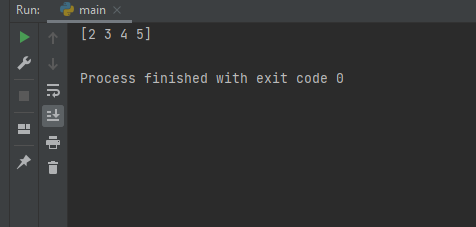 Run: main
[2 3 4 5]
Process finished with exit code 0